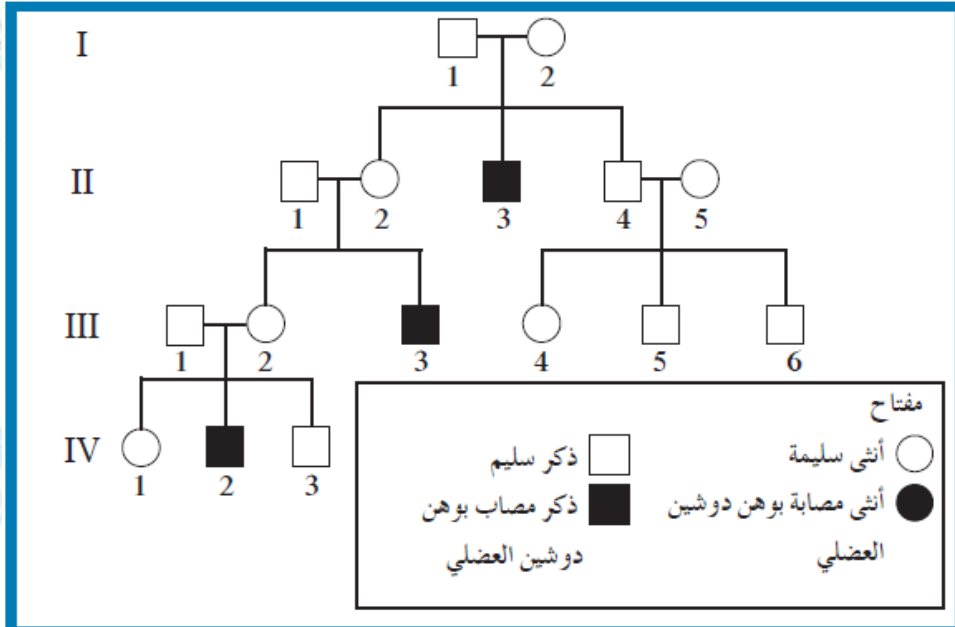 I
1 2
II
1 2 3 4 5
III
1 2 3 4 5 6
مفتاح
IV
أنثى سليمة
ذكر سليم
1 2 3
أنثى مصابة بوهن دوشين
العضلي
ذكر مصاب بوهن
دوشين العضلي